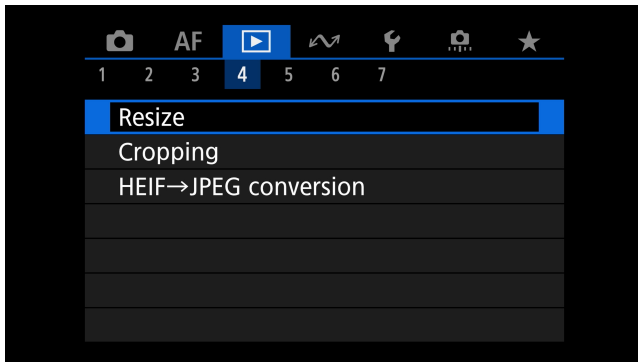 AF
1 2 3 4 5 6 7
Resize
Cropping
HEIF→JPEG conversion